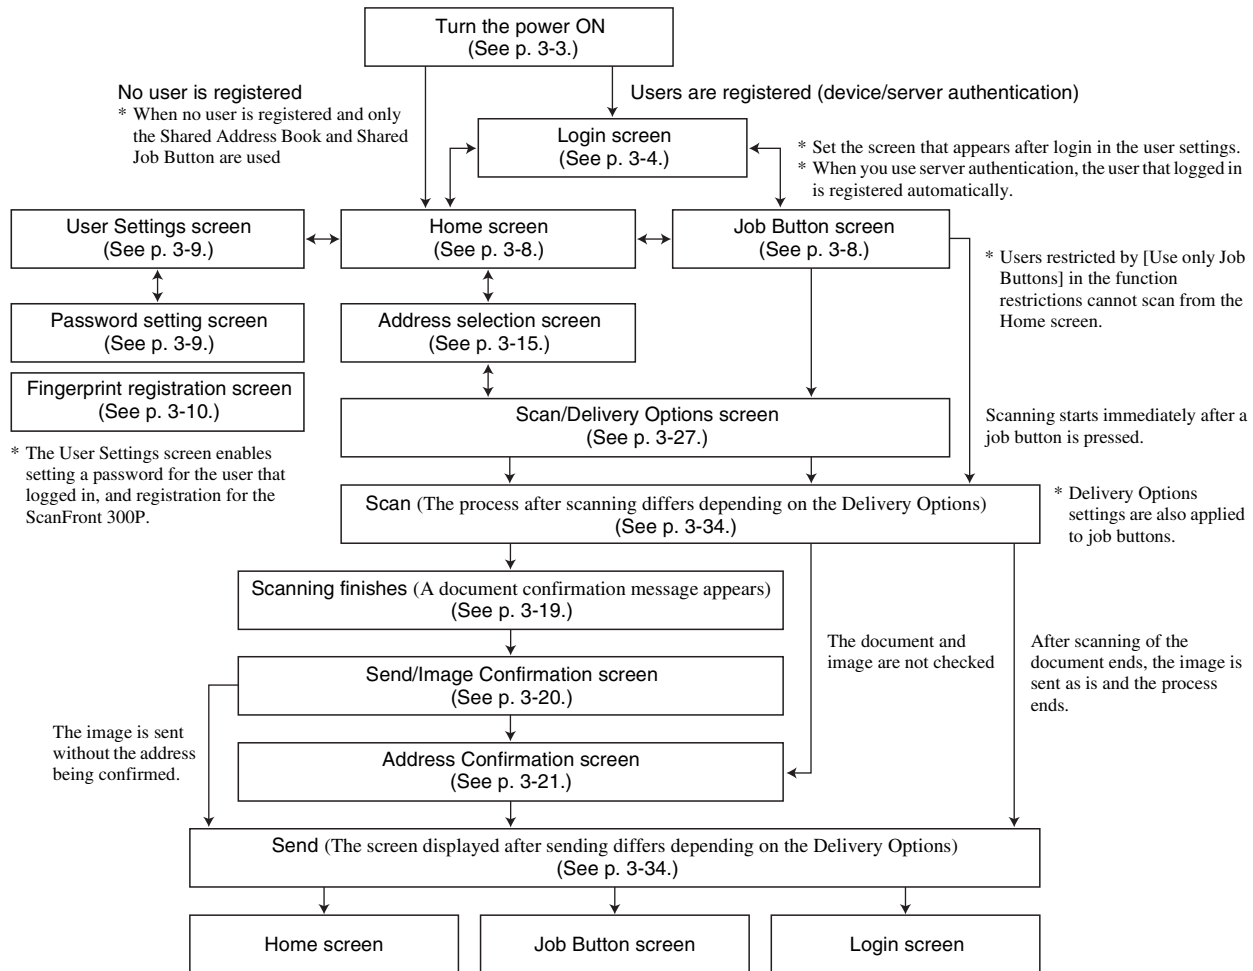 Turn the power ON
(See p. 3-3.)
No user is registered
* When no user is registered and only
the Shared Address Book and Shared
Job Button are used
Users are registered (device/server authentication)
Login screen
(See p. 3-4.)
* Set the screen that appears after login in the user settings.
* When you use server authentication, the user that logged in
is registered automatically.
User Settings screen
(See p. 3-9.)
Home screen
(See p. 3-8.)
Job Button screen
(See p. 3-8.)
* Users restricted by [Use only Job
Buttons] in the function
restrictions cannot scan from the
Home screen.
Password setting screen
(See p. 3-9.)
Address selection screen
(See p. 3-15.)
Fingerprint registration screen
(See p. 3-10.)
Scan/Delivery Options screen
(See p. 3-27.)
Scanning starts immediately after a
job button is pressed.
* The User Settings screen enables
setting a password for the user that
logged in, and registration for the
ScanFront 300P.
Scan (The process after scanning differs depending on the Delivery Options)
(See p. 3-34.)
* Delivery Options
settings are also applied
to job buttons.
Scanning finishes (A document confirmation message appears)
(See p. 3-19.)
The document and
image are not checked
After scanning of the
document ends, the image is
sent as is and the process
ends.
Send/Image Confirmation screen
(See p. 3-20.)
The image is sent
without the address
being confirmed.
Address Confirmation screen
(See p. 3-21.)
Send (The screen displayed after sending differs depending on the Delivery Options)
(See p. 3-34.)
Home screen
Job Button screen
Login screen